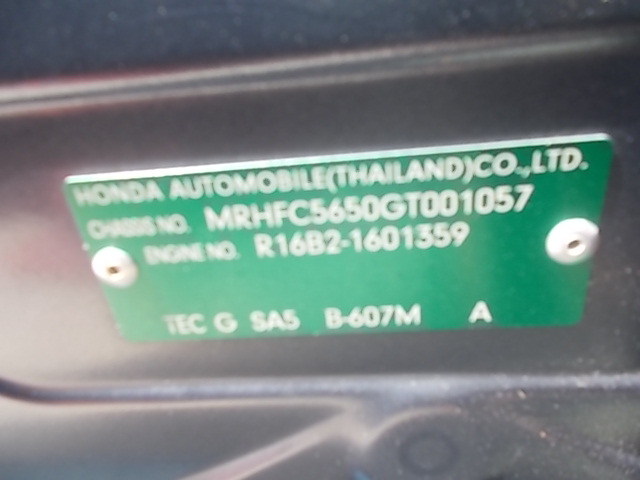 HONDA AUTOMOBILE(THAILAND)CO.,LTD.
CHASSIS NO. MRHFC5650GT001057
ENGINE NO. R16B2-1601359
TEC G SA5 B-607M A